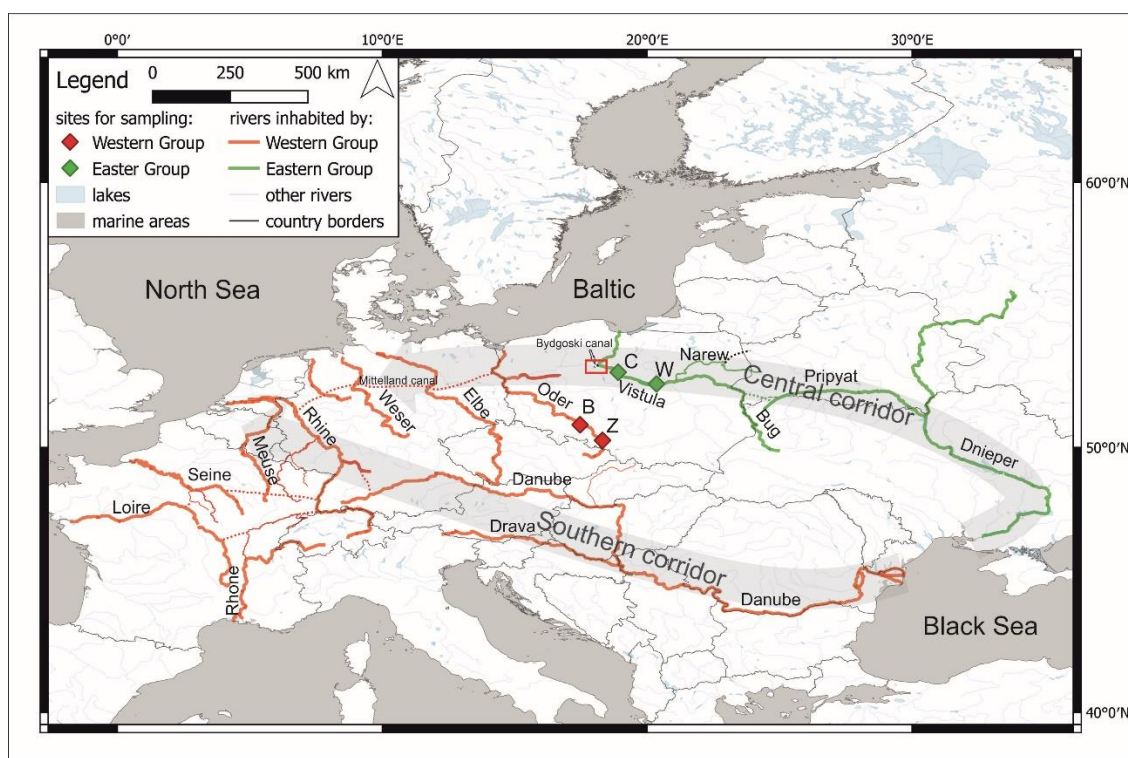 0°0' 10°0'E 20°0'E 30°0'E
Legend 0 250 500 km
sites for sampling: rivers inhabited by:
Western Group Western Group
Easter Group Eastern Group
lakes other rivers
marine areas country borders
60°0'N
North Sea
Baltic
Bydgoski canal
C
W
Narew
Pripyat
Central corridor
Mittelland canal
Vistula
Oder
B
Z
Bug
Weser
Elbe
Rhine
Meuse
50°0'N
Dnieper
Seine
Danube
Loire
Drava
Southern corridor
Rhone
Danube
Black Sea
40°0'N